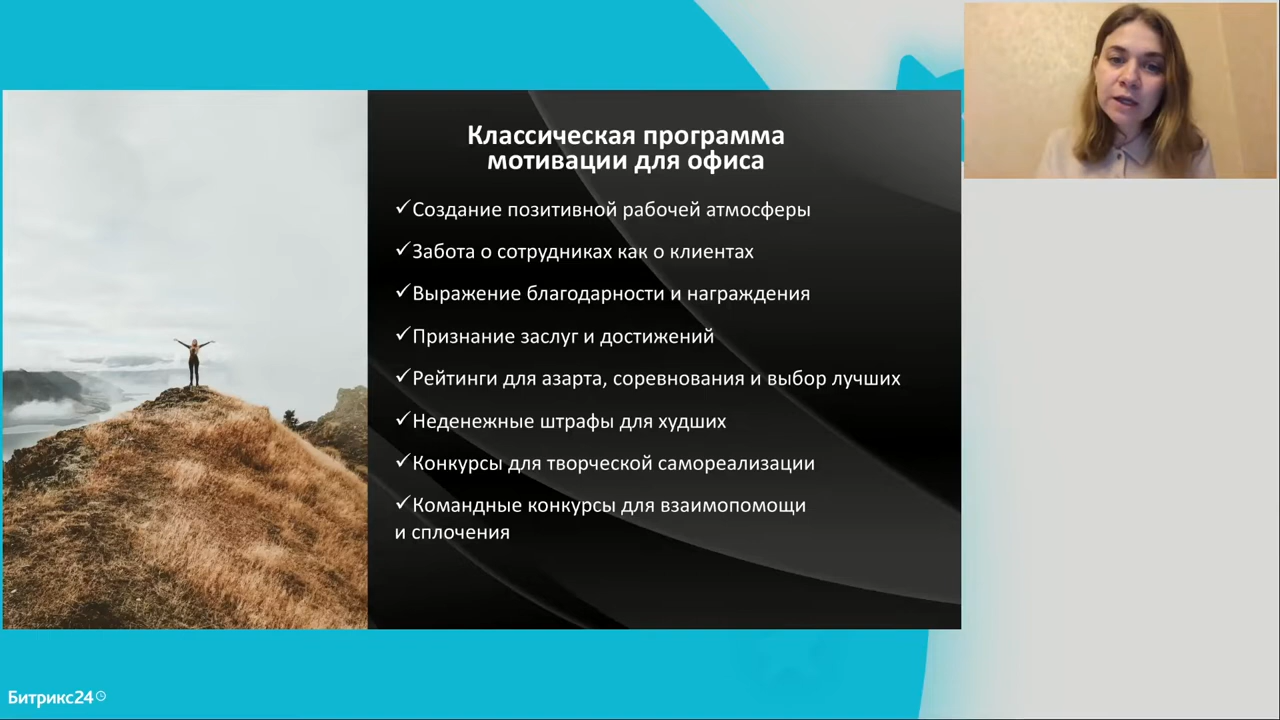 Классическая программа
мотивации для офиса
✓Создание позитивной рабочей атмосферы
✓Забота о сотрудниках как о клиентах
✓Выражение благодарности и награждения
✓Признание заслуг и достижений
✓Рейтинги для азарта, соревнования и выбор лучших
✓Неденежные штрафы для худших
✓Конкурсы для творческой самореализации
✓Командные конкурсы для взаимопомощи
и сплочения
Битрикс24